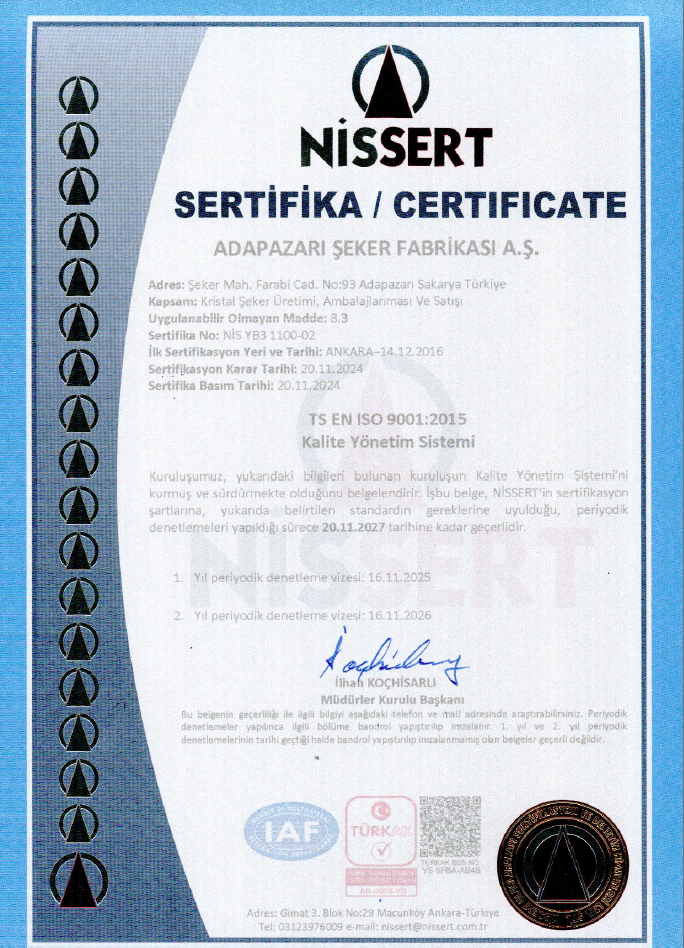 NİSSERT
SERTİFİKA / CERTIFICATE
ADAPAZARI ŞEKER FABRİKASI A.Ş.
Adres: Şeker Mah. Farabi Cad. No:93 Adapazarı Sakarya Türkiye
Kapsam: Kristal Şeker Üretimi, Ambalajlanması Ve Satışı
Uygulanabilir Olmayan Madde: 8.3
Sertifika No: NİS YB3 1100-02
İlk Sertifikasyon Yeri ve Tarihi: ANKARA–14.12.2016
Sertifikasyon Karar Tarihi: 20.11.2024
Sertifika Basım Tarihi: 20.11.2024
TS EN ISO 9001:2015
Kalite Yönetim Sistemi
Kuruluşumuz, yukarıdaki bilgileri bulunan kuruluşun Kalite Yönetim Sistemi'ni
kurmuş ve sürdürmekte olduğunu belgelendirir. İşbu belge, NİSSERT'in sertifikasyon
şartlarına, yukarıda belirtilen standardın gereklerine uyulduğu, periyodik
denetlemeleri yapıldığı sürece 20.11.2027 tarihine kadar geçerlidir.
NİSSERT
1. Yıl periyodik denetleme vizesi: 16.11.2025
2. Yıl periyodik denetleme vizesi: 16.11.2026
İlhan KOÇHİSARLI
Müdürler Kurulu Başkanı
Bu belgenin geçerliliği ile ilgili bilgiyi aşağıdaki telefon ve mail adresinde araştırabilirsiniz. Periyodik
denetlemeler yapılınca ilgili bölüme bandrol yapıştırılıp imzalanır. 1. yıl ve 2. yıl periyodik
denetlemelerinin tarihi geçtiği halde bandrol yapıştırılıp imzalanmamış olan belgeler geçerli değildir.
IAF
TÜRKAK
TÜRKAK BDS NO
YS-9FBA-AB4B
AB-0009-YS
Adres: Gimat 3. Blok No:29 Macunköy Ankara-Türkiye
Tel: 03123976009 e-mail: nissert@nissert.com.tr